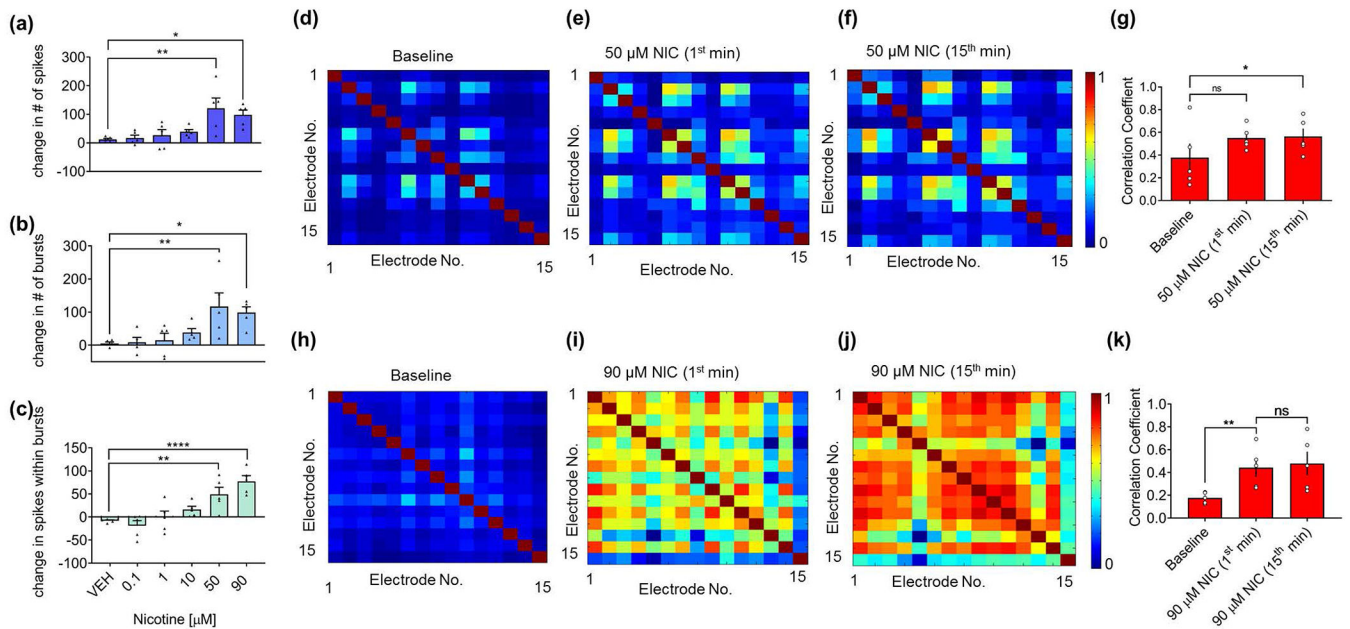 (a)
change in # of spikes
300
200
100
0
-100
**
*
(b)
change in # of bursts
300
200
100
0
**
*
(c)
change in spikes within bursts
150
100
50
0
-50
-100
**
****
VEH
0.1
1
10
50
90
Nicotine [µM]
(d)
Baseline
1
Electrode No.
15
1
Electrode No.
15
(e)
50 µM NIC (1st min)
1
Electrode No.
15
1
Electrode No.
15
(f)
50 µM NIC (15th min)
1
Electrode No.
15
1
Electrode No.
15
1
0
(g)
Correlation Coeffient
1.0
0.8
0.6
0.4
0.2
0
ns
*
Baseline
50 µM NIC (1st min)
50 µM NIC (15th min)
(h)
Baseline
1
Electrode No.
15
1
Electrode No.
15
(i)
90 µM NIC (1st min)
1
Electrode No.
15
1
Electrode No.
15
(j)
90 µM NIC (15th min)
1
Electrode No.
15
1
Electrode No.
15
1
0
(k)
Correlation Coefficient
1.0
0.8
0.6
0.4
0.2
0.0
**
ns
Baseline
90 µM NIC (1st min)
90 µM NIC (15th min)